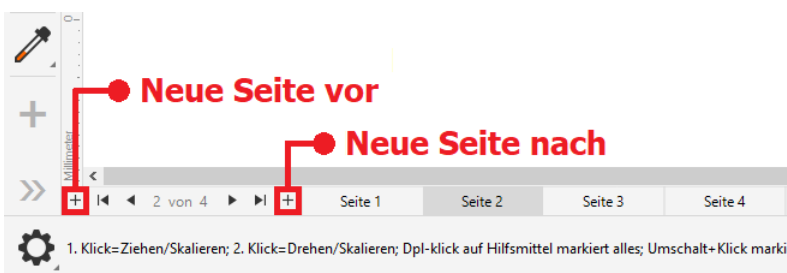 Neue Seite vor
Neue Seite nach
Millimeter
2 von 4 Seite 1 Seite 2 Seite 3 Seite 4
1. Klick=Ziehen/Skalieren; 2. Klick=Drehen/Skalieren; Dpl-klick auf Hilfsmittel markiert alles; Umschalt+Klick marki